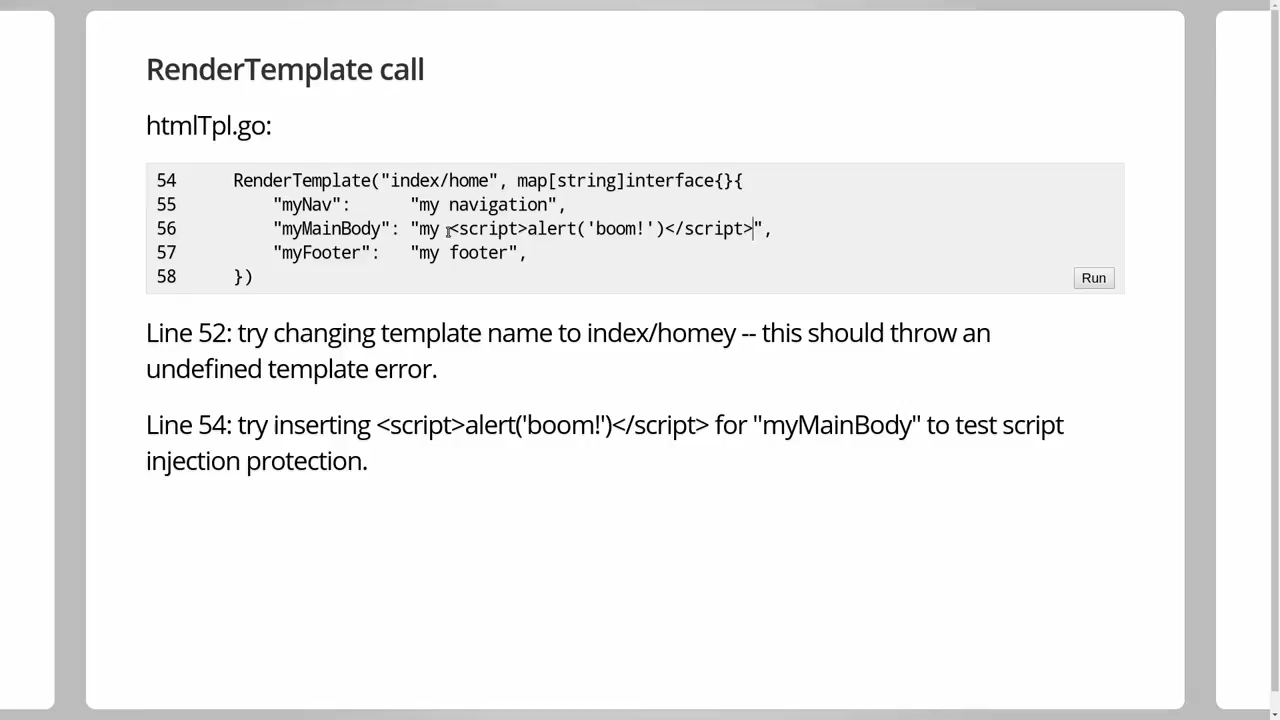 RenderTemplate call
htmlTpl.go:
54 RenderTemplate("index/home", map[string]interface{}{
55 "myNav": "my navigation",
56 "myMainBody": "my <script>alert('boom!')</script>",
57 "myFooter": "my footer",
58 })
Run
Line 52: try changing template name to index/homey -- this should throw an
undefined template error.
Line 54: try inserting <script>alert('boom!')</script> for "myMainBody" to test script
injection protection.